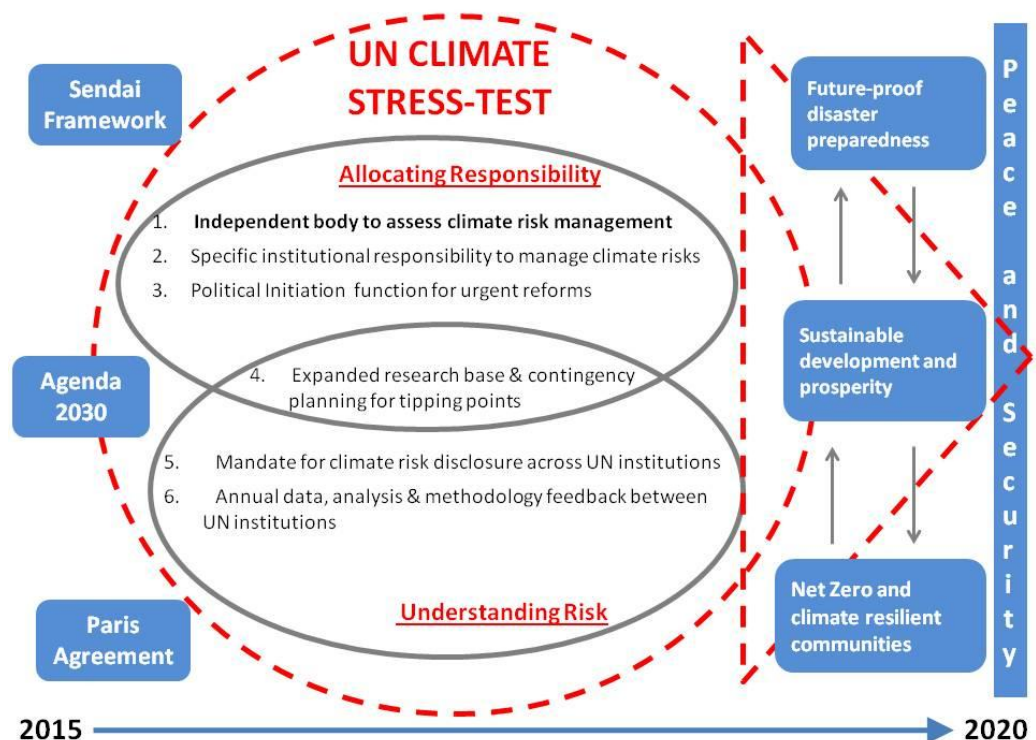 UN CLIMATE
STRESS-TEST
Sendai
Framework
Agenda
2030
Paris
Agreement
Allocating Responsibility
1. Independent body to assess climate risk management
2. Specific institutional responsibility to manage climate risks
3. Political Initiation function for urgent reforms
4. Expanded research base & contingency
planning for tipping points
5. Mandate for climate risk disclosure across UN institutions
6. Annual data, analysis & methodology feedback between
UN institutions
Understanding Risk
Future-proof
disaster
preparedness
Sustainable
development and
prosperity
Net Zero and
climate resilient
communities
Peace and Security
2015
2020